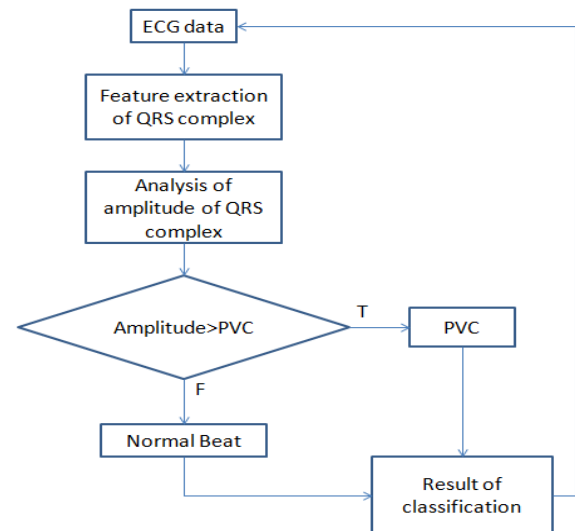 ECG data
Feature extraction
of QRS complex
Analysis of
amplitude of QRS
complex
Amplitude>PVC
T
PVC
F
Normal Beat
Result of
classification